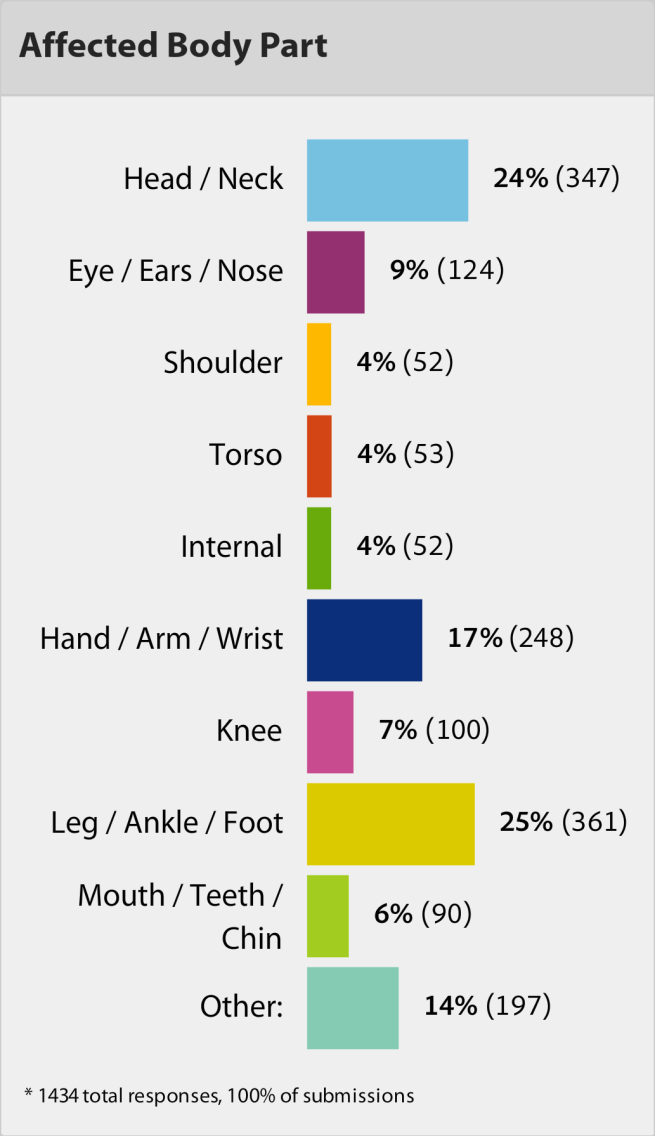 Affected Body Part
Head / Neck 24% (347)
Eye / Ears / Nose 9% (124)
Shoulder 4% (52)
Torso 4% (53)
Internal 4% (52)
Hand / Arm / Wrist 17% (248)
Knee 7% (100)
Leg / Ankle / Foot 25% (361)
Mouth / Teeth /
Chin 6% (90)
Other: 14% (197)
* 1434 total responses, 100% of submissions